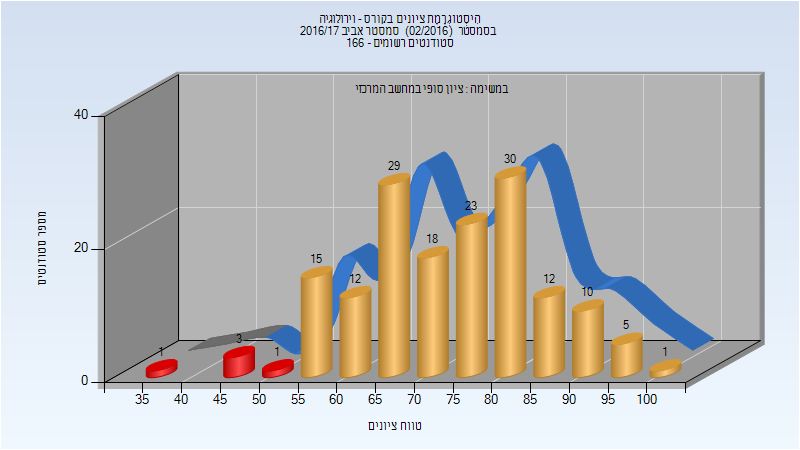 היסטוגרמת ציונים בקורס - וירולוגיה
בסמסטר (02/2016) סמסטר אביב 2016/17
סטודנטים רשומים - 166
במשימה : ציון סופי במחשב המרכזי
מספר סטודנטים
40
20
0
1
3
1
15
12
29
18
23
30
12
10
5
1
35 40 45 50 55 60 65 70 75 80 85 90 95 100
טווח ציונים